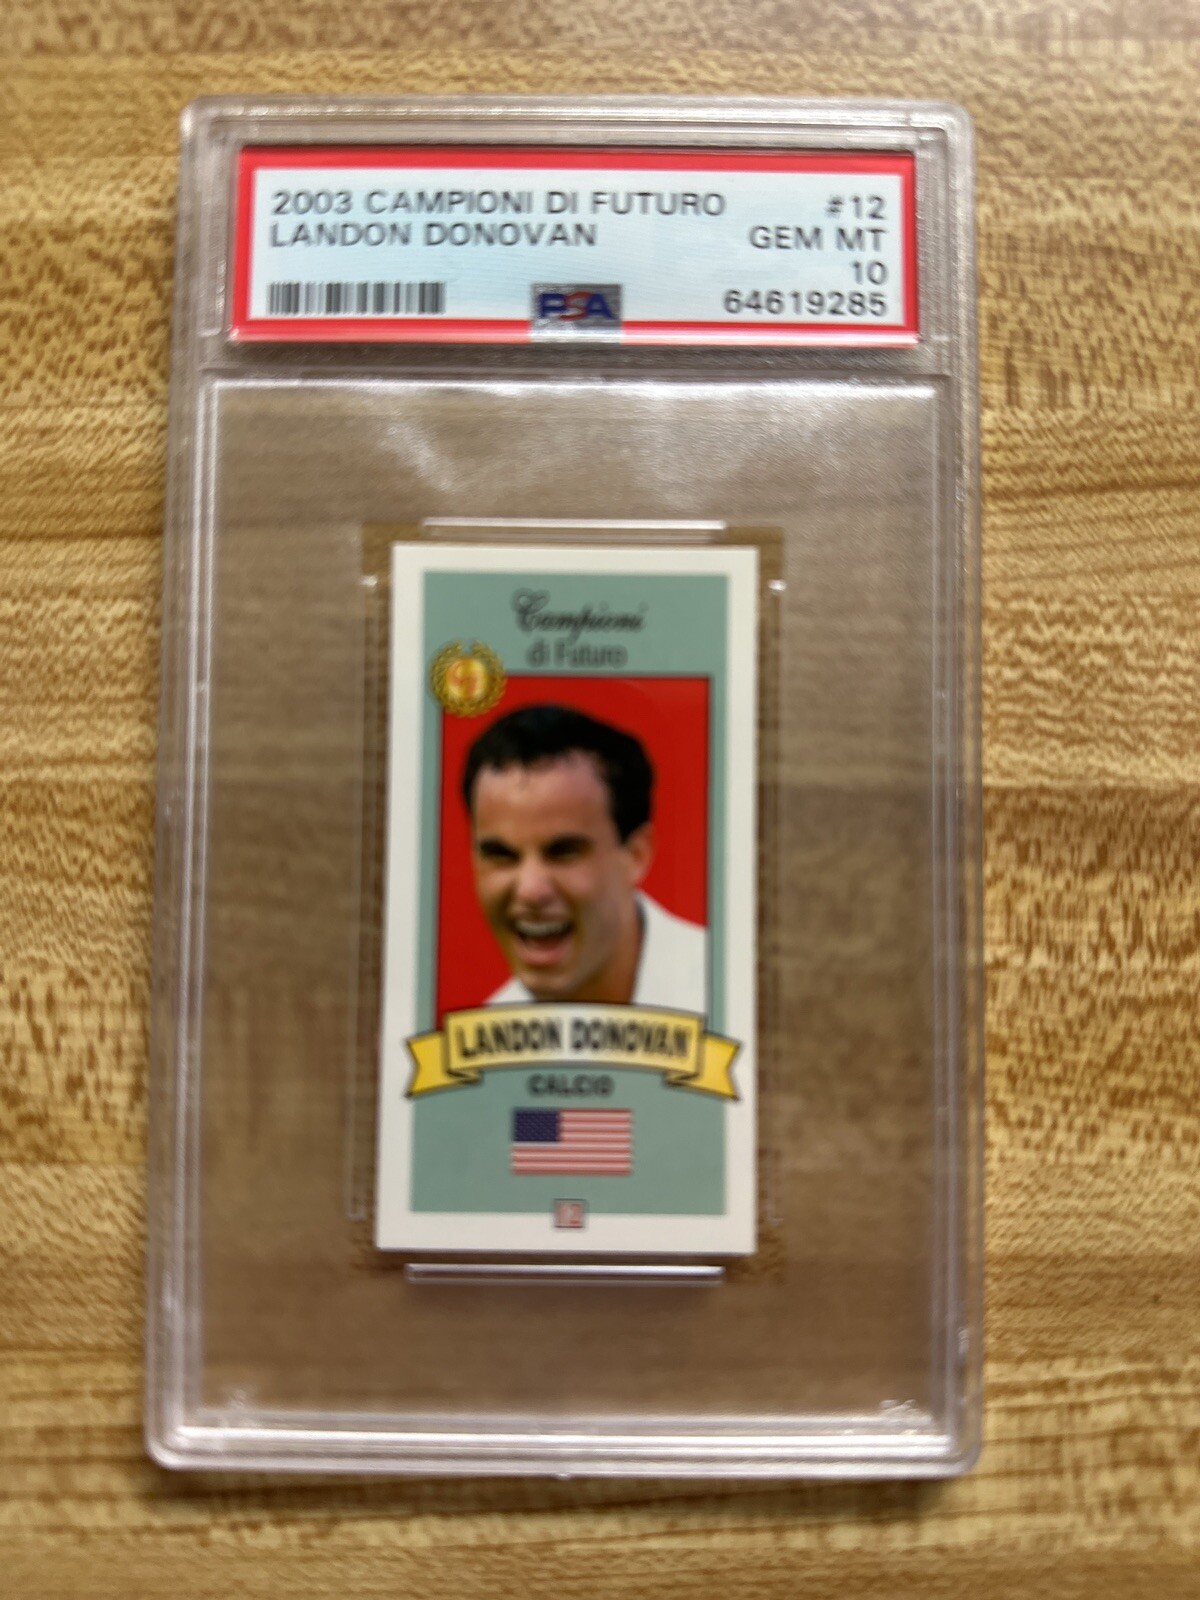 2003 CAMPIONI DI FUTURO #12
LANDON DONOVAN GEM MT
10
PSA 64619285
Campioni
di Futuro
LANDON DONOVAN
CALCIO
12